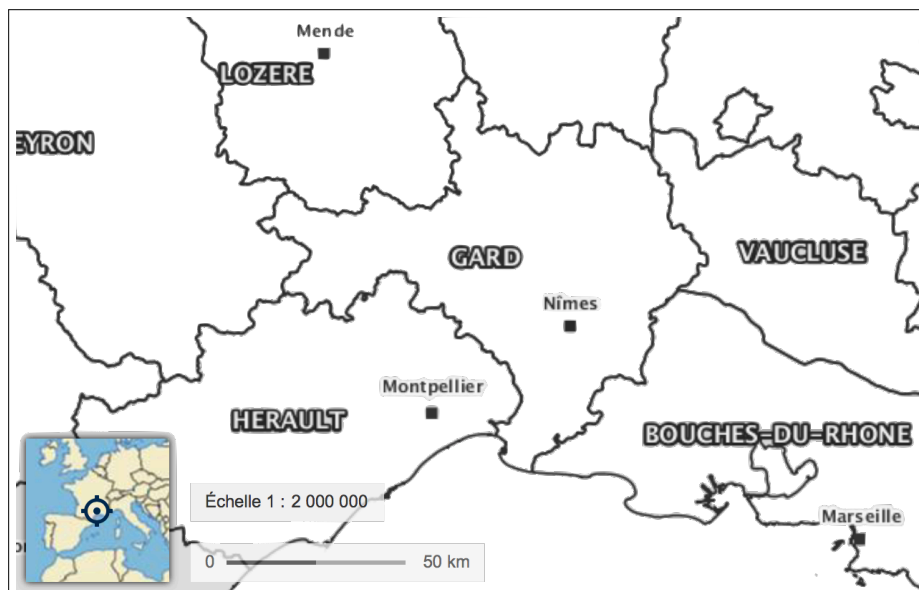 Mende
LOZERE
EYRON
GARD
VAUCLUSE
Nîmes
Montpellier
HERAULT
BOUCHES-DU-RHONE
Échelle 1 : 2 000 000
Marseille
0 50 km